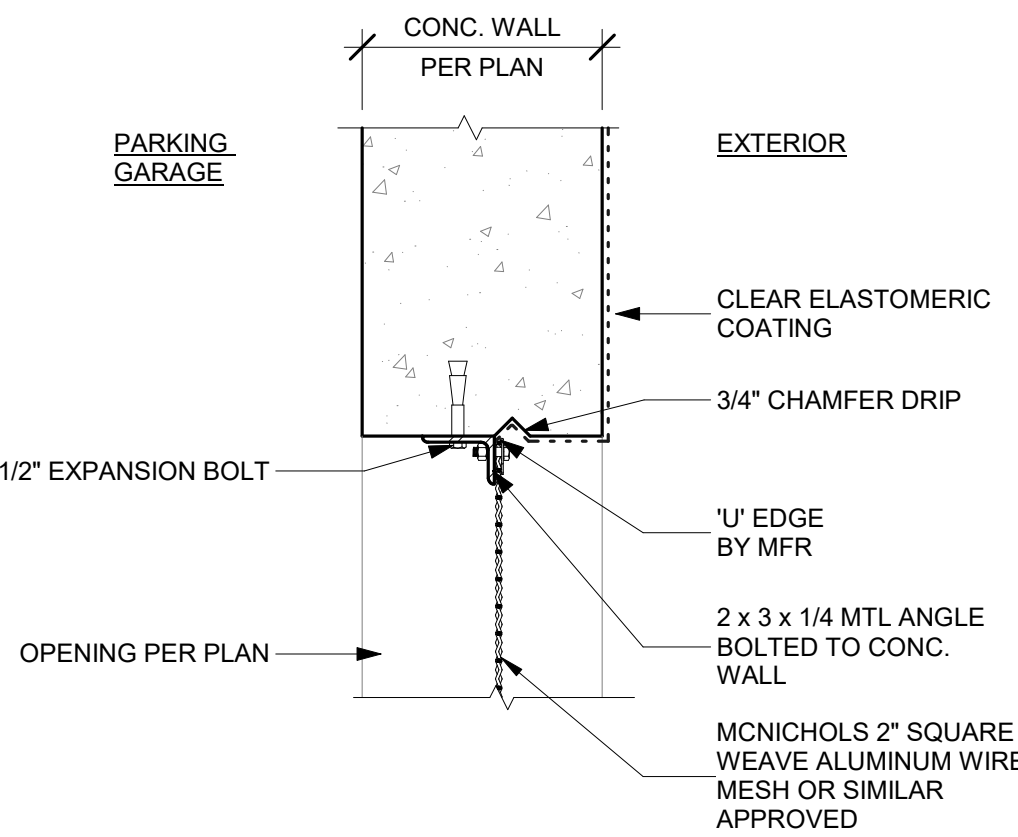 CONC. WALL
PER PLAN
PARKING
GARAGE
EXTERIOR
CLEAR ELASTOMERIC
COATING
3/4" CHAMFER DRIP
1/2" EXPANSION BOLT
'U' EDGE
BY MFR
2 x 3 x 1/4 MTL ANGLE
BOLTED TO CONC.
WALL
OPENING PER PLAN
MCNICHOLS 2" SQUARE
WEAVE ALUMINUM WIRE
MESH OR SIMILAR
APPROVED